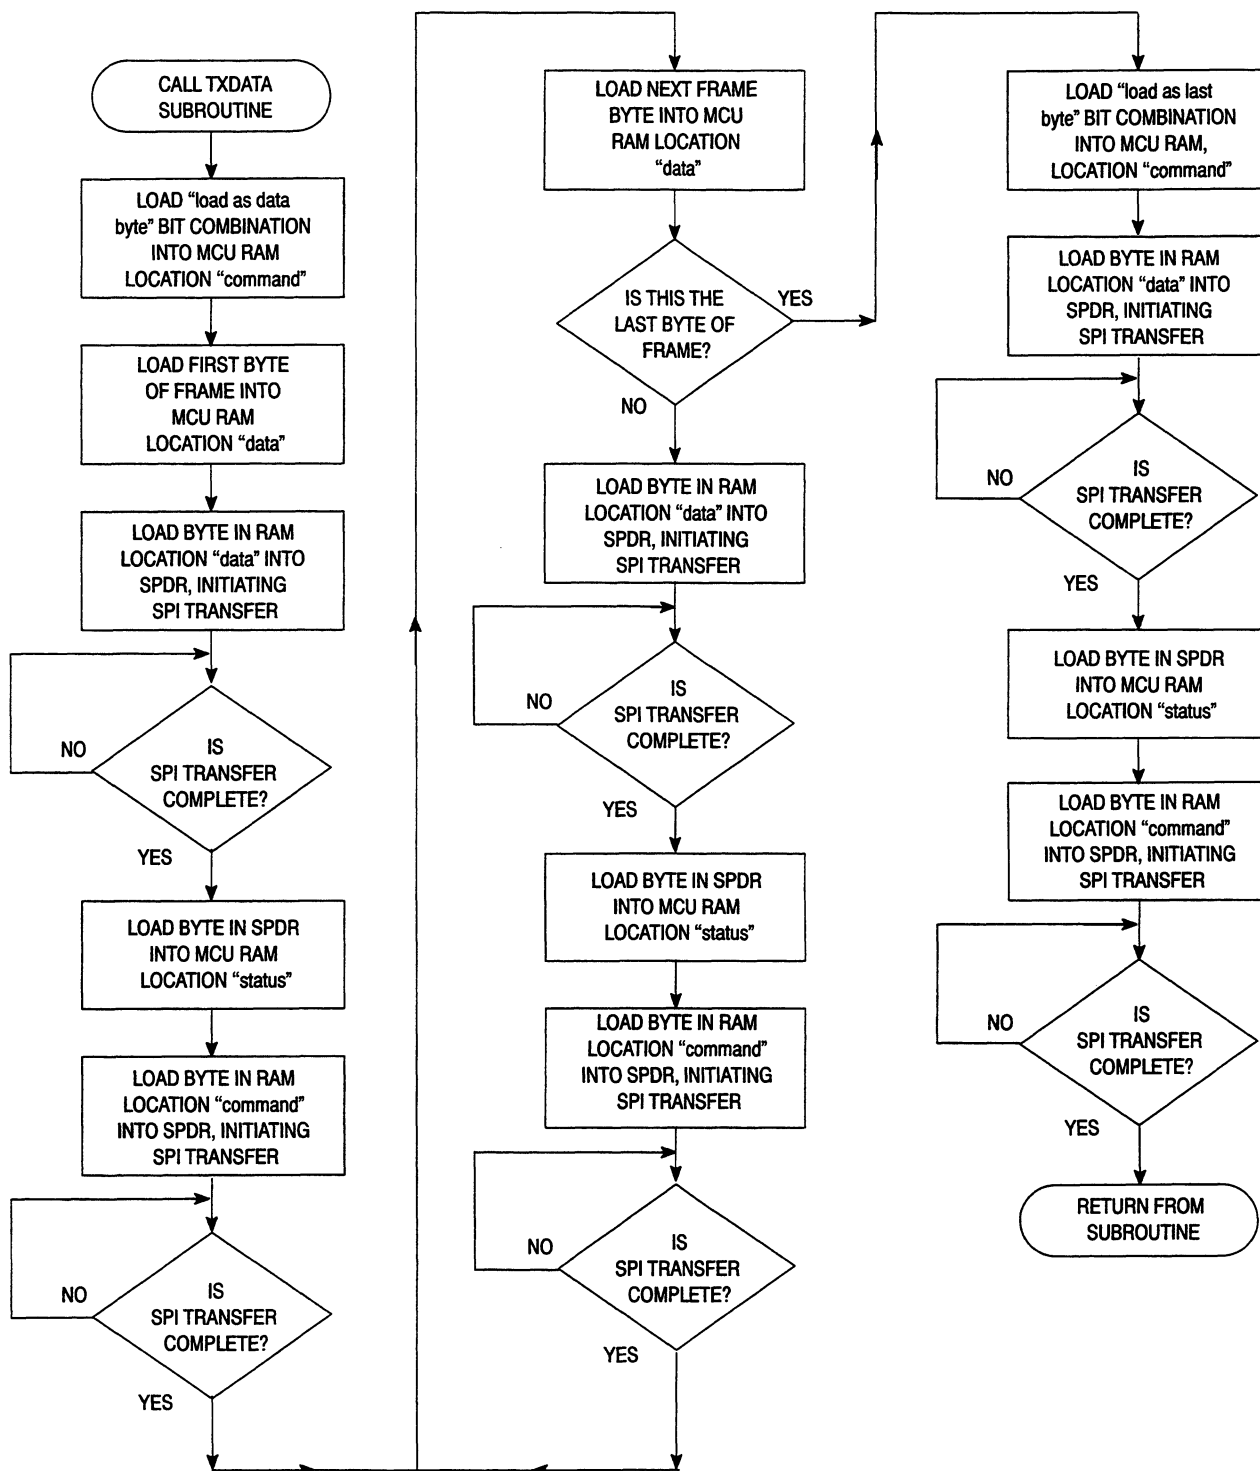 CALL TXDATA
SUBROUTINE
LOAD “load as data
byte” BIT COMBINATION
INTO MCU RAM
LOCATION “command”
LOAD FIRST BYTE
OF FRAME INTO
MCU RAM
LOCATION “data”
LOAD BYTE IN RAM
LOCATION “data” INTO
SPDR, INITIATING
SPI TRANSFER
NO
IS
SPI TRANSFER
COMPLETE?
YES
LOAD BYTE IN SPDR
INTO MCU RAM
LOCATION “status”
LOAD BYTE IN RAM
LOCATION “command”
INTO SPDR, INITIATING
SPI TRANSFER
NO
IS
SPI TRANSFER
COMPLETE?
YES
LOAD NEXT FRAME
BYTE INTO MCU
RAM LOCATION
“data”
IS THIS THE
LAST BYTE OF
FRAME?
YES
NO
LOAD BYTE IN RAM
LOCATION “data” INTO
SPDR, INITIATING
SPI TRANSFER
NO
IS
SPI TRANSFER
COMPLETE?
YES
LOAD BYTE IN SPDR
INTO MCU RAM
LOCATION “status”
LOAD BYTE IN RAM
LOCATION “command”
INTO SPDR, INITIATING
SPI TRANSFER
NO
IS
SPI TRANSFER
COMPLETE?
YES
LOAD “load as last
byte” BIT COMBINATION
INTO MCU RAM,
LOCATION “command”
LOAD BYTE IN RAM
LOCATION “data” INTO
SPDR, INITIATING
SPI TRANSFER
NO
IS
SPI TRANSFER
COMPLETE?
YES
LOAD BYTE IN SPDR
INTO MCU RAM
LOCATION “status”
LOAD BYTE IN RAM
LOCATION “command”
INTO SPDR, INITIATING
SPI TRANSFER
NO
IS
SPI TRANSFER
COMPLETE?
YES
RETURN FROM
SUBROUTINE